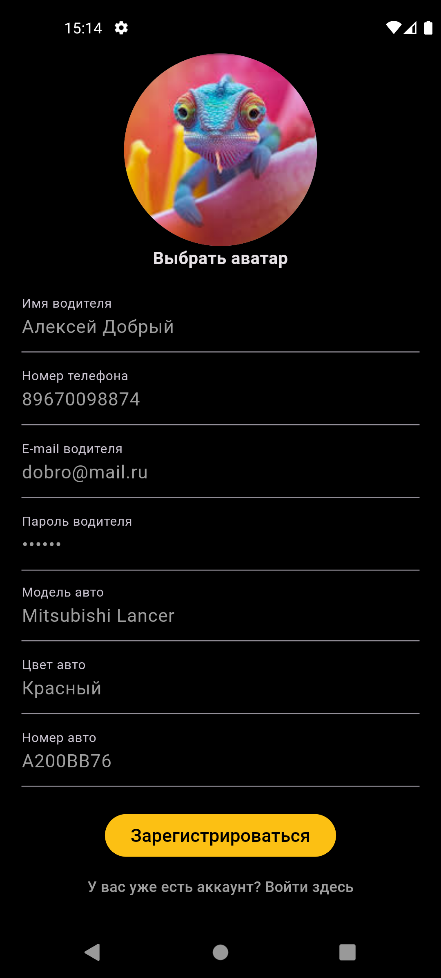 15:14
Выбрать аватар
Имя водителя
Алексей Добрый
Номер телефона
89670098874
E-mail водителя
dobro@mail.ru
Пароль водителя
••••••
Модель авто
Mitsubishi Lancer
Цвет авто
Красный
Номер авто
А200ВВ76
Зарегистрироваться
У вас уже есть аккаунт? Войти здесь